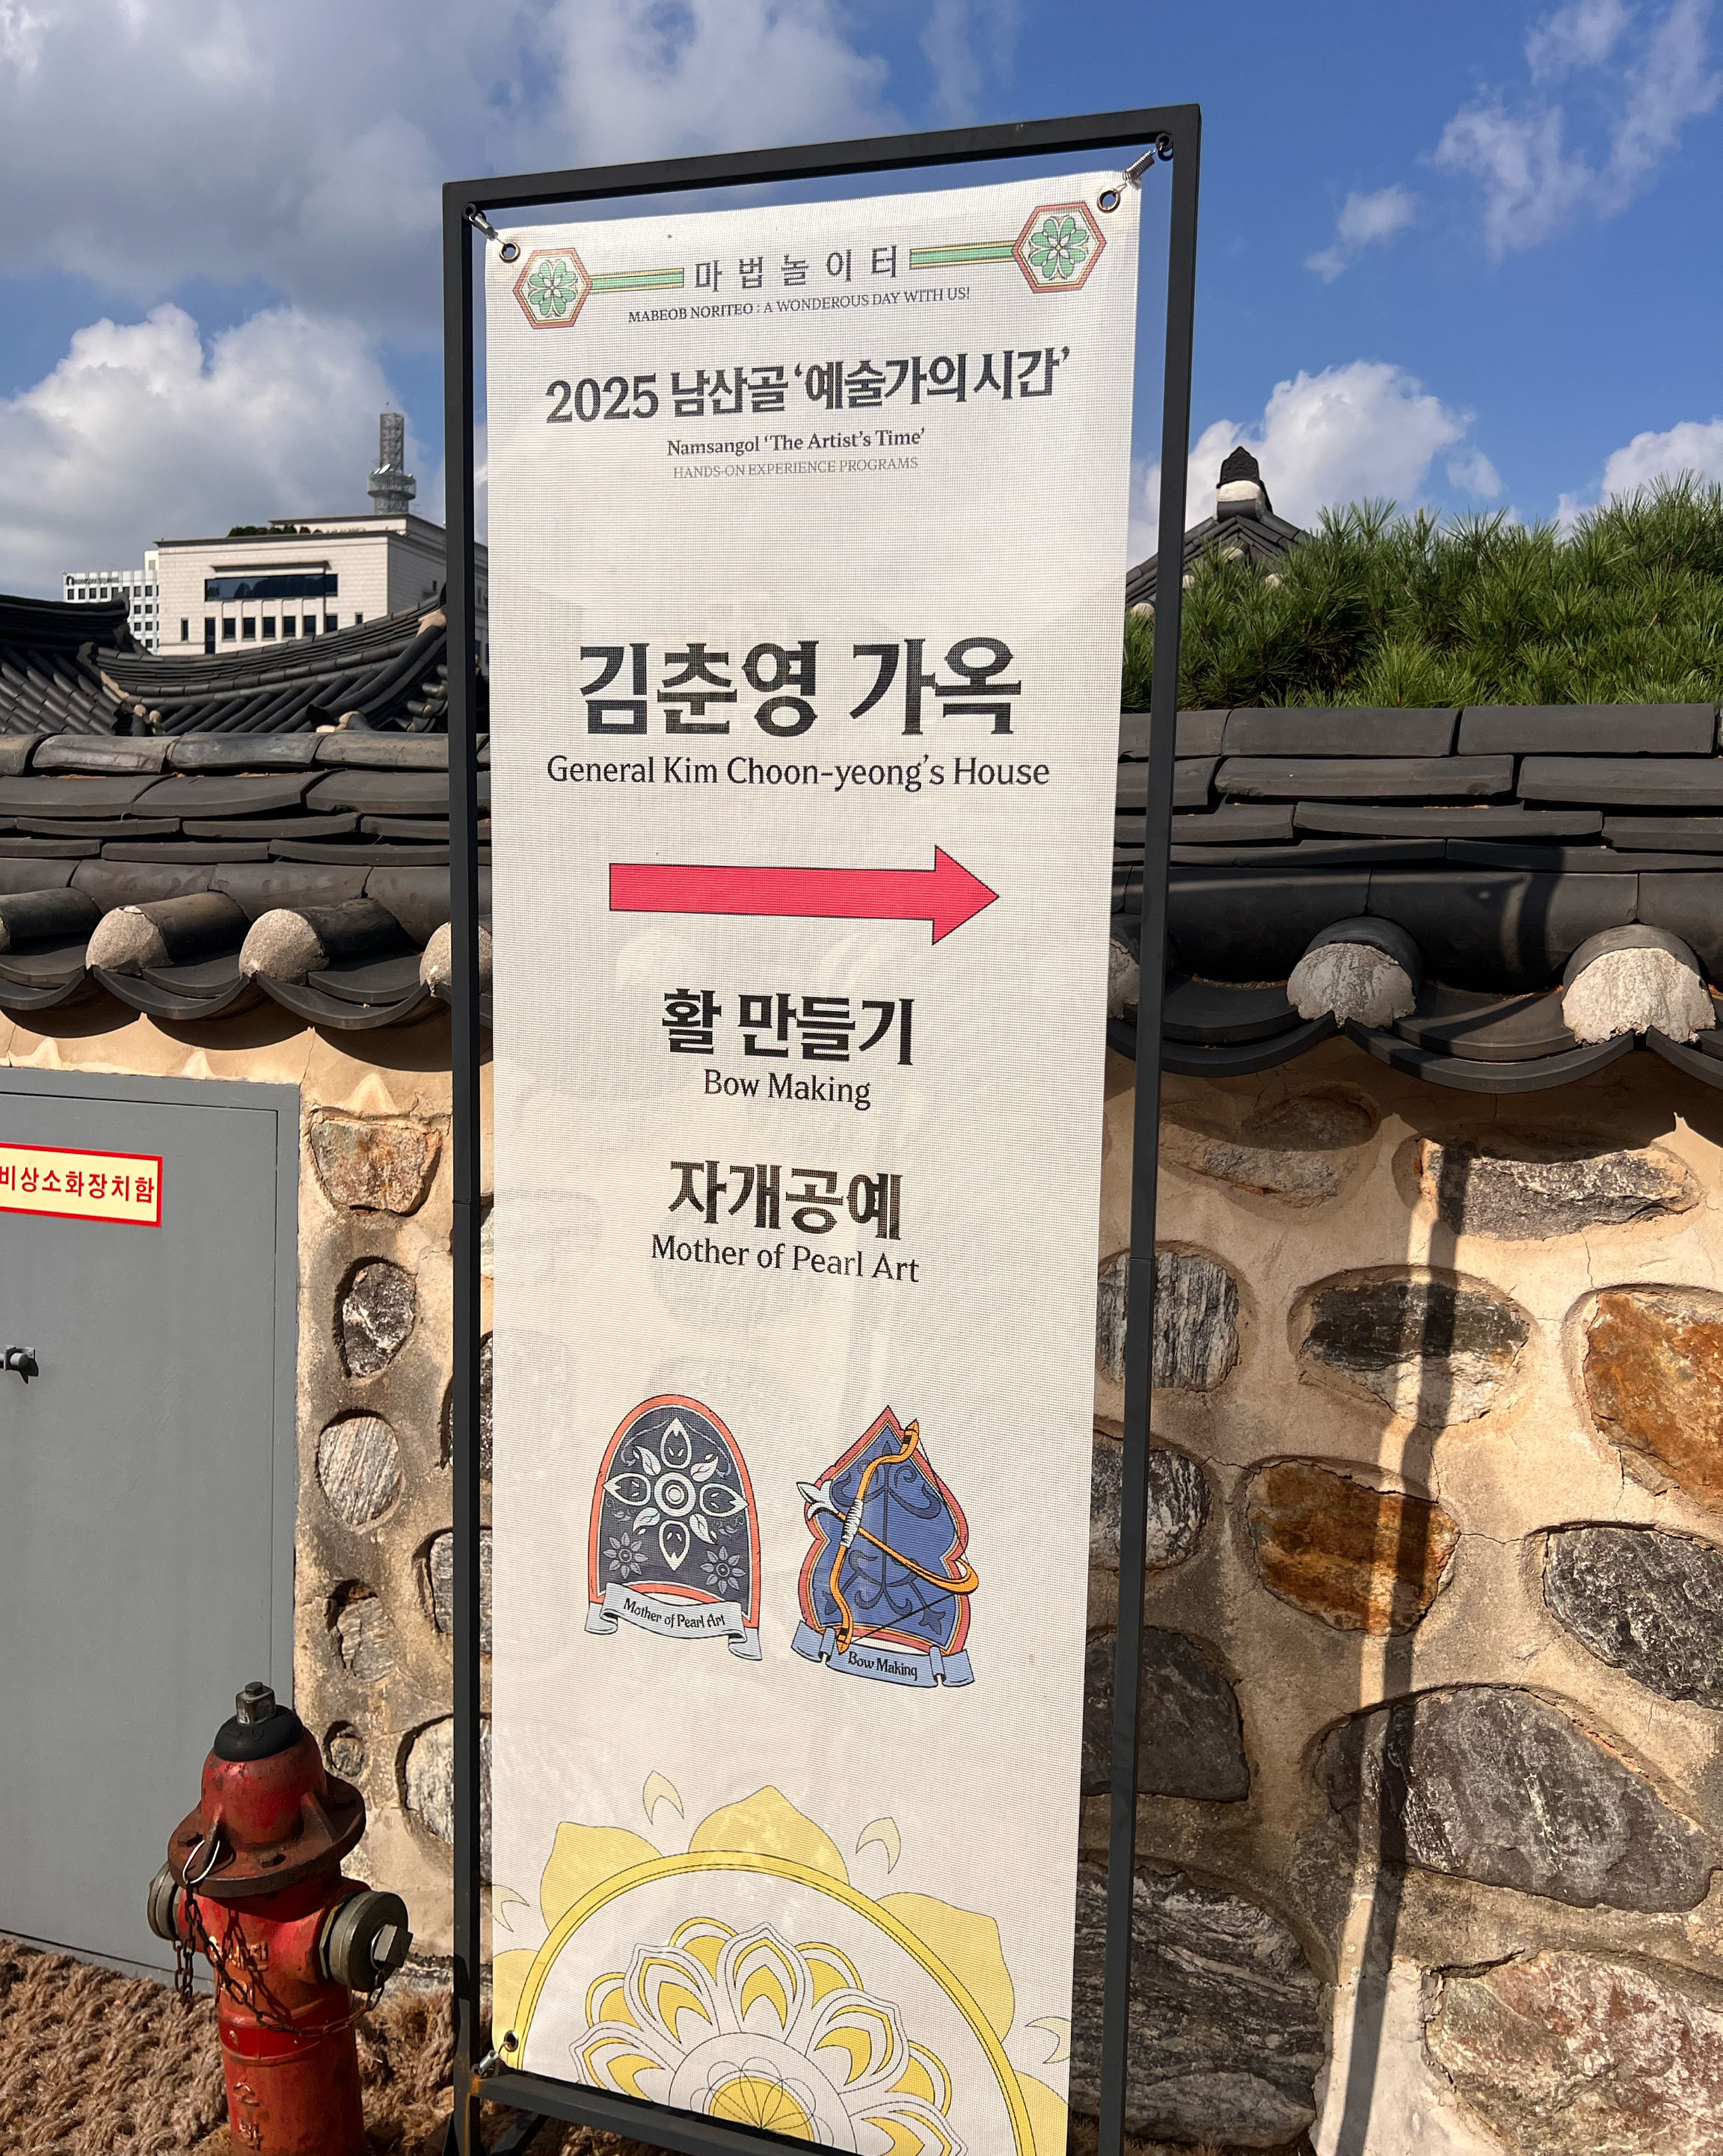 마법놀이터
MABEOB NORITEO : A WONDEROUS DAY WITH US!
2025 남산골 ‘예술가의 시간’
Namsangol ‘The Artist’s Time’
HANDS-ON EXPERIENCE PROGRAMS
김춘영 가옥
General Kim Choon-yeong’s House
활 만들기
Bow Making
자개공예
Mother of Pearl Art
Mother of Pearl Art
Bow Making
비상소화장치함